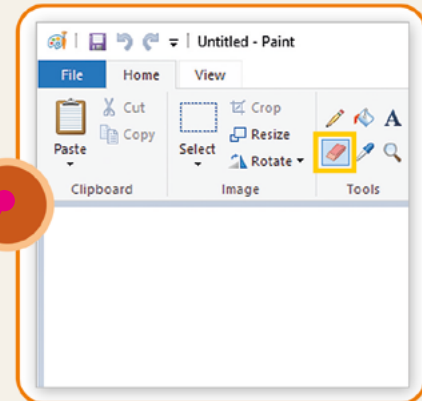 Untitled - Paint
File Home View
Cut
Copy
Paste
Clipboard
Crop
Resize
Rotate
Select
Image
A
Tools